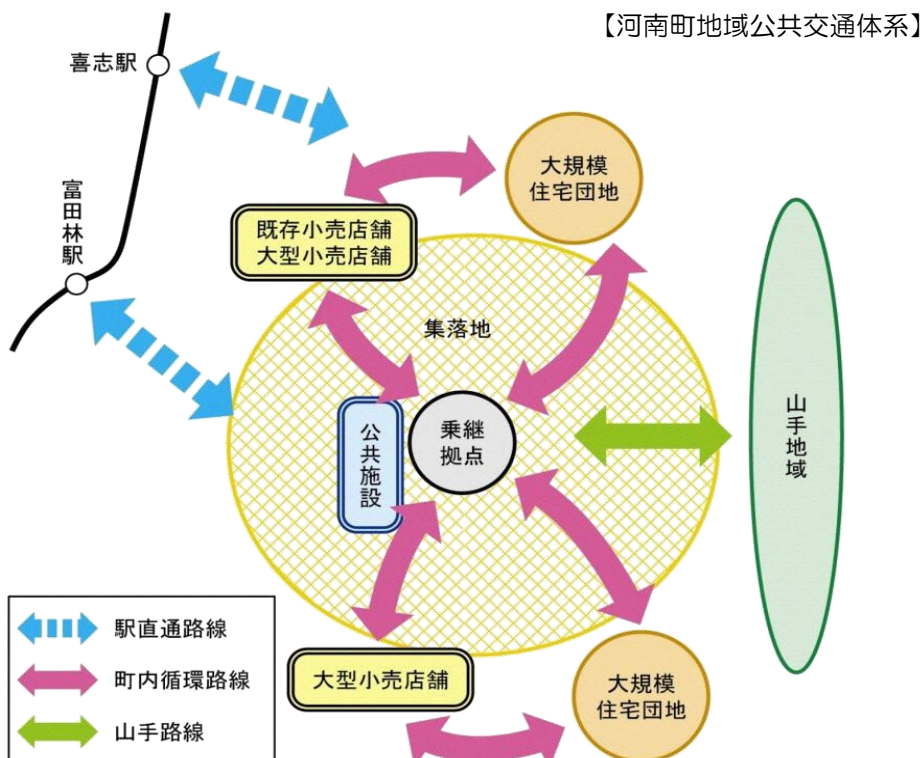 【河南町地域公共交通体系】
喜志駅
富田林駅
大規模
住宅団地
既存小売店舗
大型小売店舗
集落地
乗継
拠点
公共施設
山手地域
大型小売店舗
大規模
住宅団地
駅直通路線
町内循環路線
山手路線